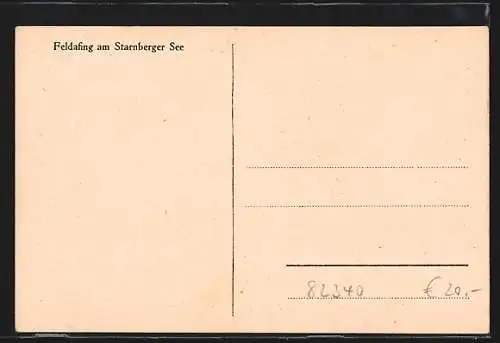 Feldafing am Starnberger See
82340 € 20.-